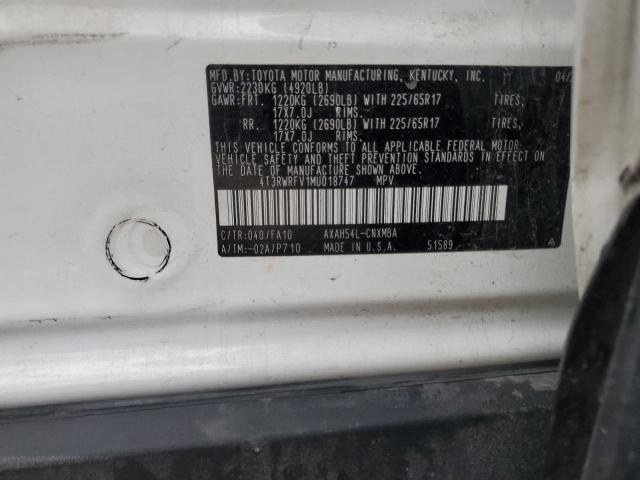 MFD.BY:TOYOTA MOTOR MANUFACTURING, KENTUCKY, INC. 04/
GVWR:2230KG (4920LB)
GAWR:FRT. 1220KG (2690LB) WITH 225/65R17 TIRES,
17X7.0J RIMS.
RR. 1220KG (2690LB) WITH 225/65R17 TIRES,
17X7.0J RIMS.
THIS VEHICLE CONFORMS TO ALL APPLICABLE FEDERAL MOTOR
VEHICLE SAFETY AND THEFT PREVENTION STANDARDS IN EFFECT
ON THE DATE OF MANUFACTURE SHOWN ABOVE.
4T3RWRFV1MU018747 MPV
C/TR:040/FA10 AXAH54L-CNXMBA
A/TM:-02A/P710 MADE IN U.S.A. 51589 A